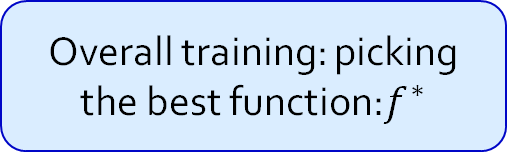 Overall training: picking
the best function:f *